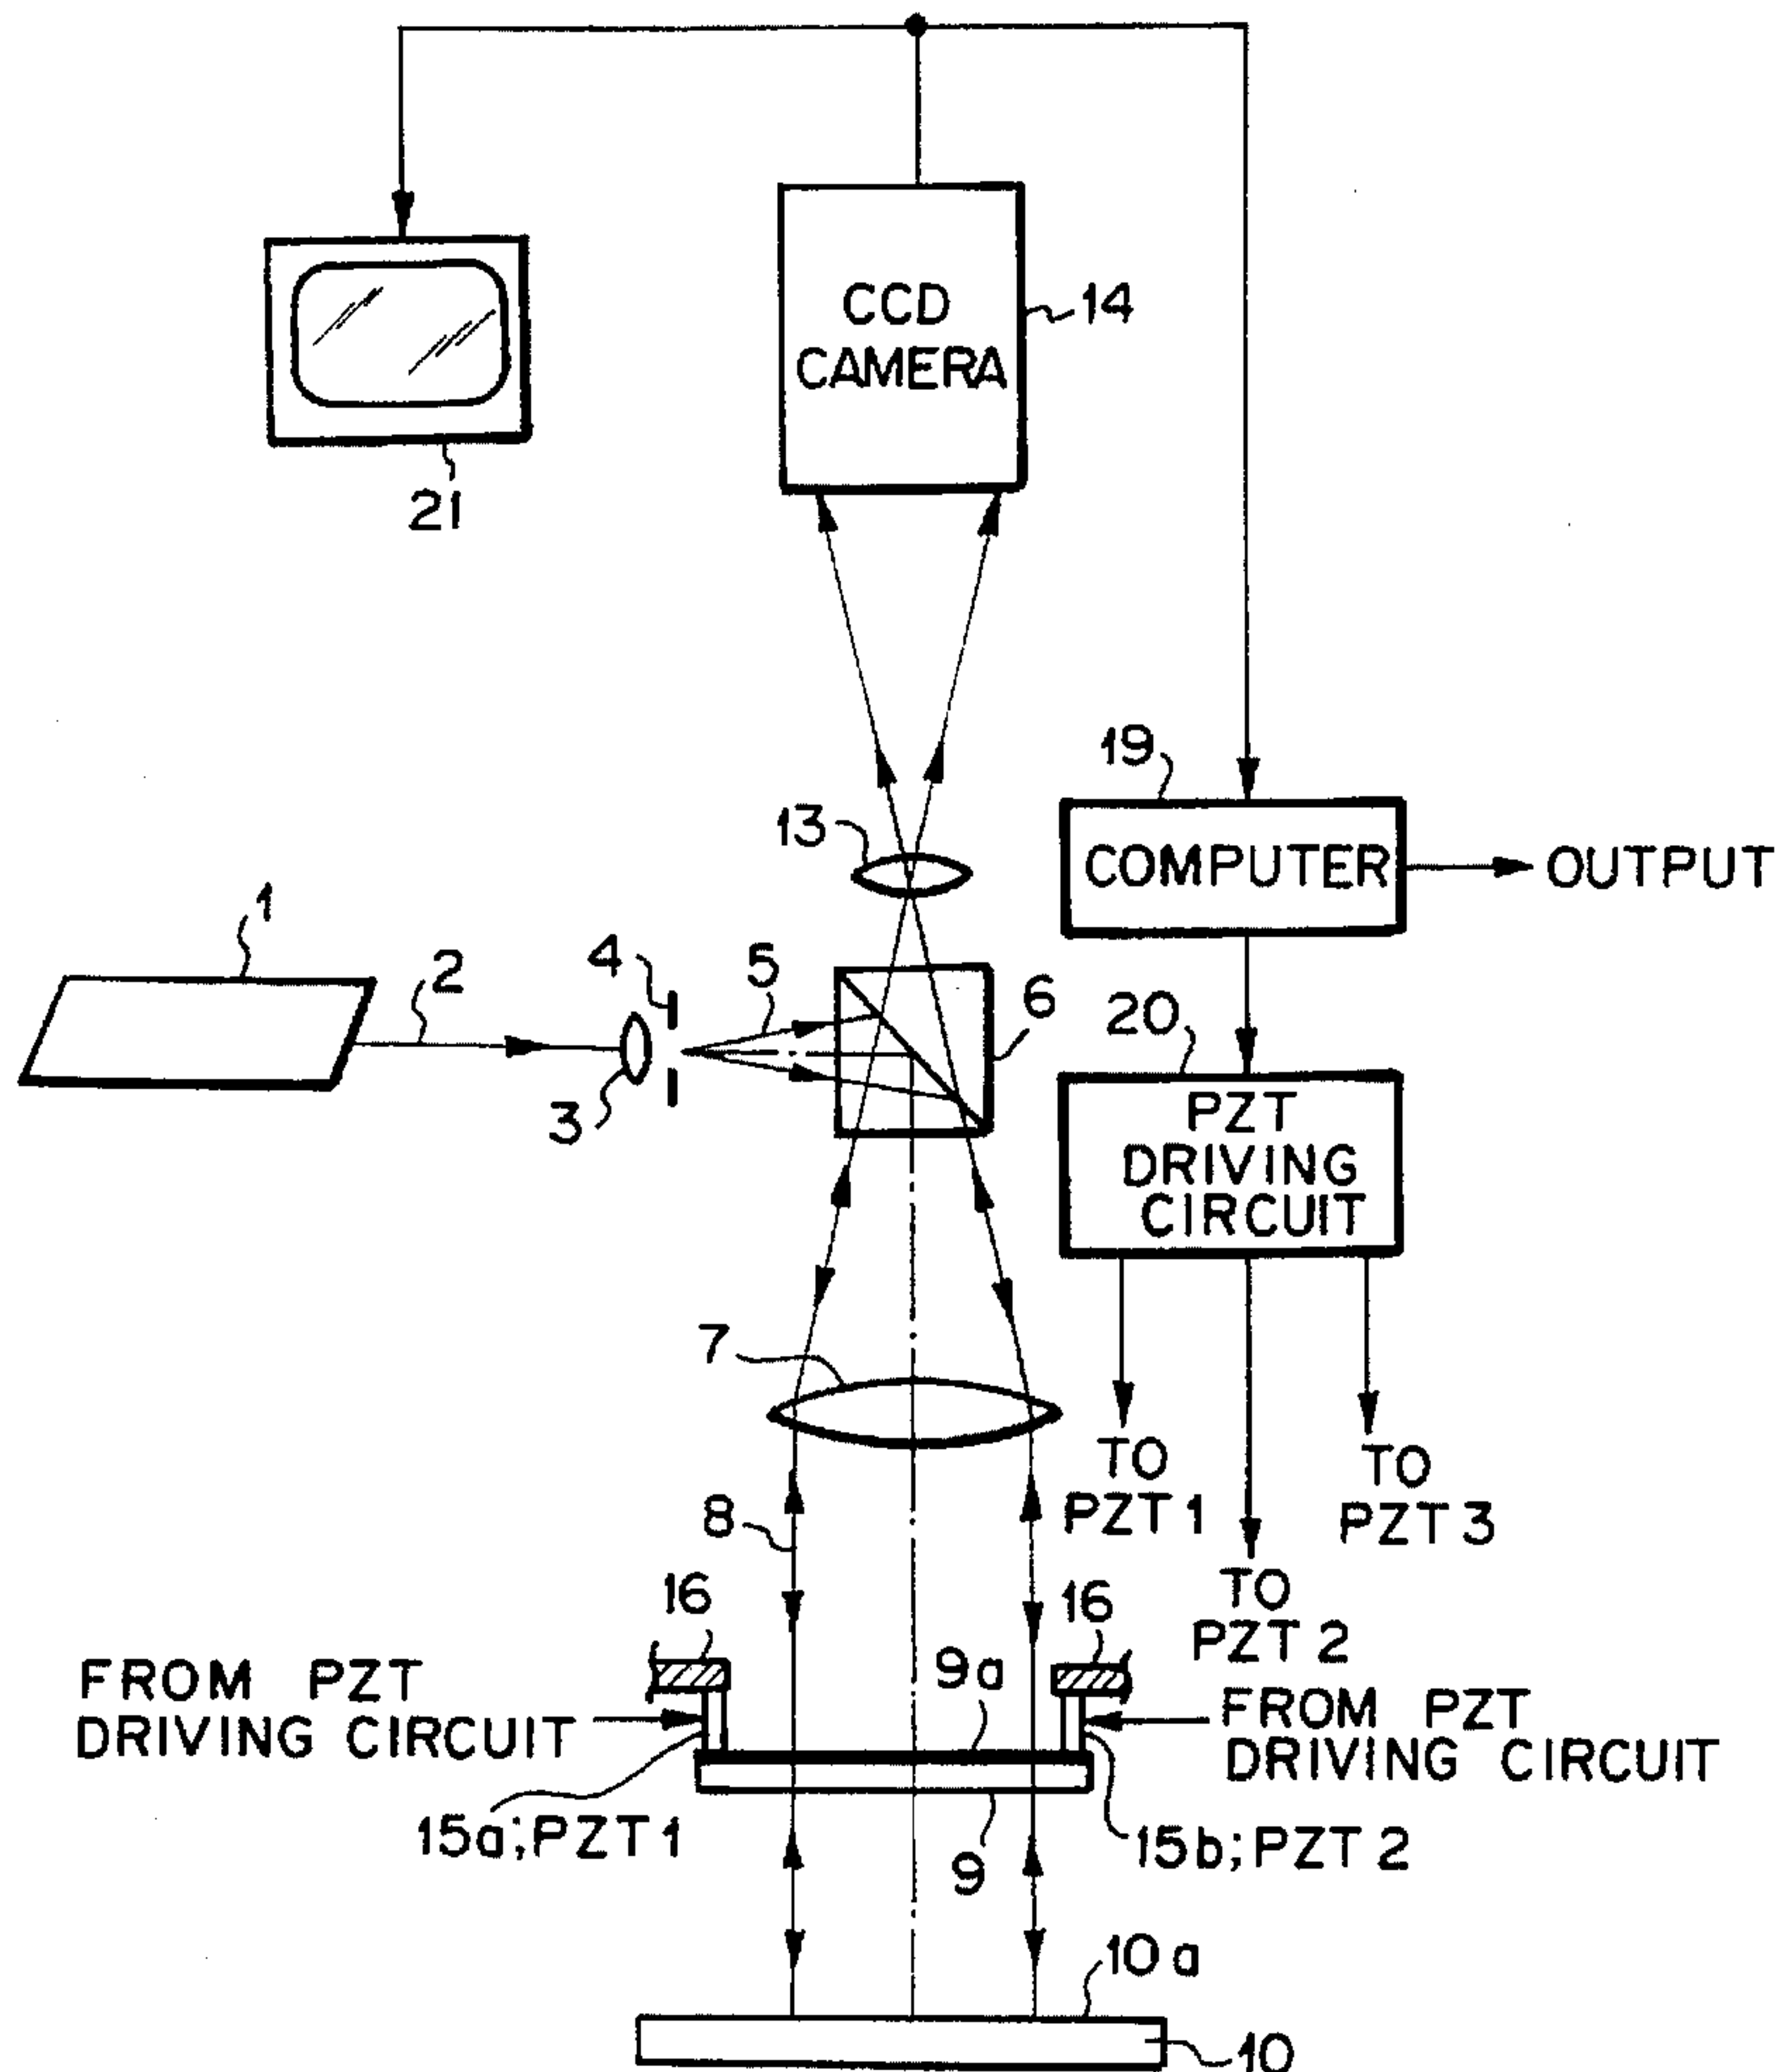 CCD
CAMERA
14
21
19
13
COMPUTER
OUTPUT
1
2
4
5
6
20
3
PZT
DRIVING
CIRCUIT
7
TO
PZT 1
TO
PZT 3
8
16
16
TO
PZT 2
9a
FROM PZT
DRIVING CIRCUIT
FROM PZT
DRIVING CIRCUIT
15a;PZT 1
9
15b;PZT 2
10a
10